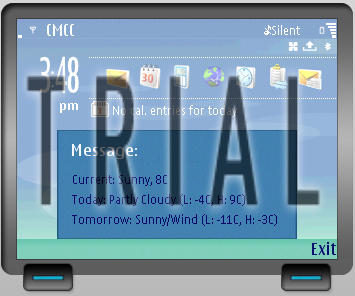 CMCC
Silent
3:48
pm
31
No cal. entries for today
Message:
Current: Sunny, 8C
Today: Partly Cloudy (L: -4C, H: 9C)
Tomorrow: Sunny/Wind (L: -11C, H: -3C)
TRIAL
Exit